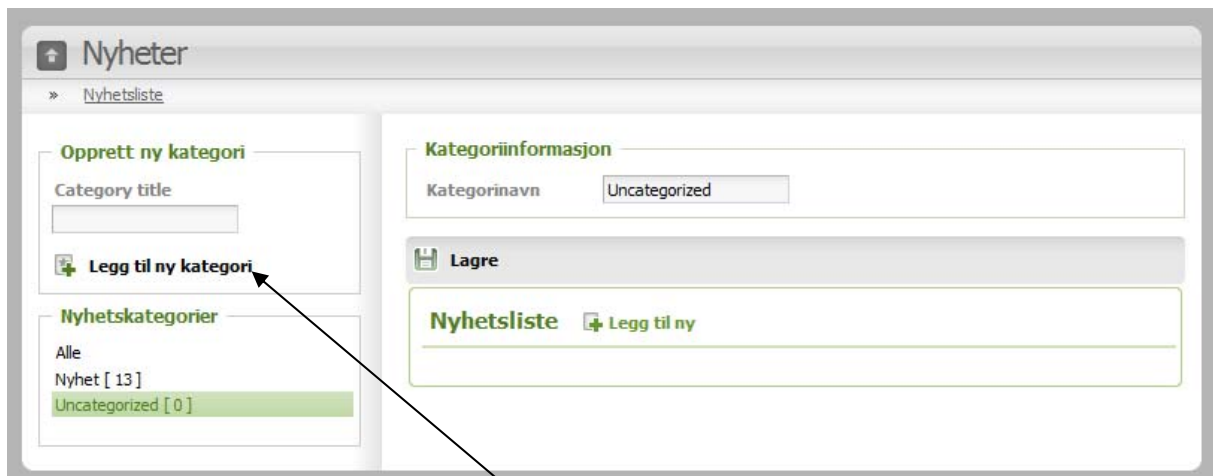 Nyheter
» Nyhetsliste
Opprett ny kategori
Category title
Legg til ny kategori
Nyhetskategorier
Alle
Nyhet [ 13 ]
Uncategorized [ 0 ]
Kategoriinformasjon
Kategorinavn Uncategorized
Lagre
Nyhetsliste Legg til ny